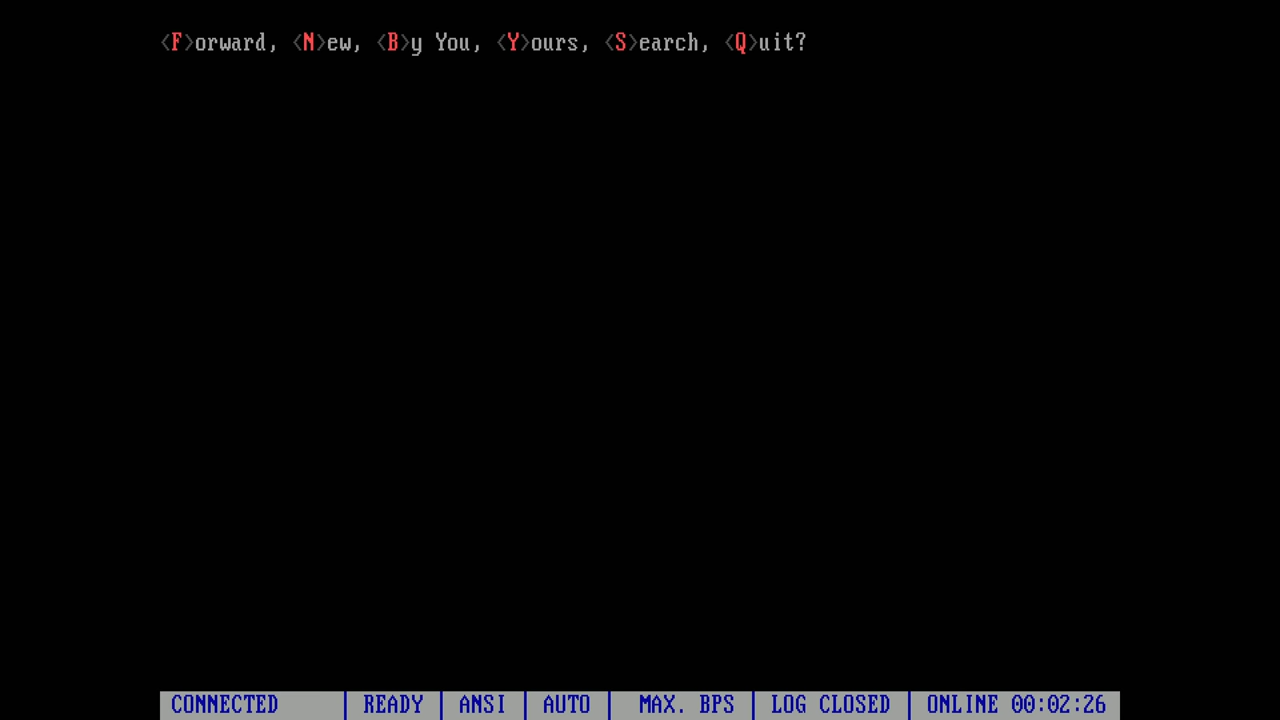 <F>orward, <N>ew, <B>y You, <Y>ours, <S>earch, <Q>uit?
CONNECTED | READY | ANSI | AUTO | MAX. BPS | LOG CLOSED | ONLINE 00:02:26